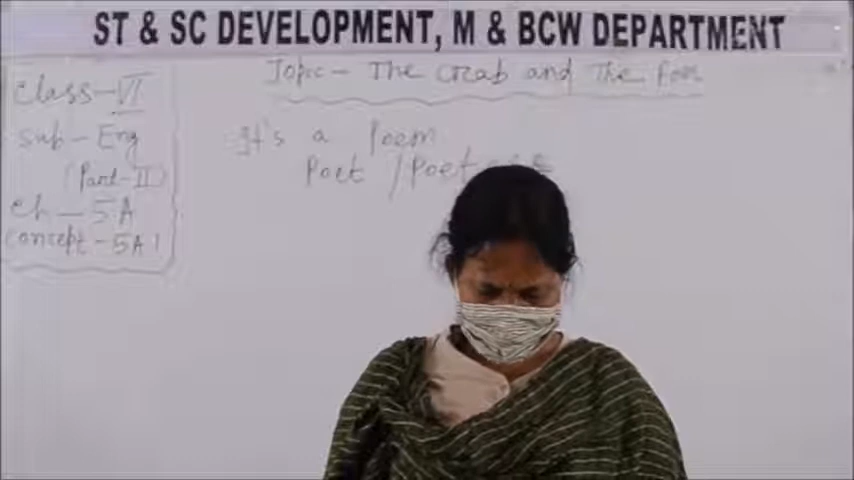 ST & SC DEVELOPMENT, M & BCW DEPARTMENT
Topic - The Crab and The
Class - VI
Sub - Eng
(Part-II)
Ch - 5A
Concept - 5A1
It's a Poem
Poet / Poetess